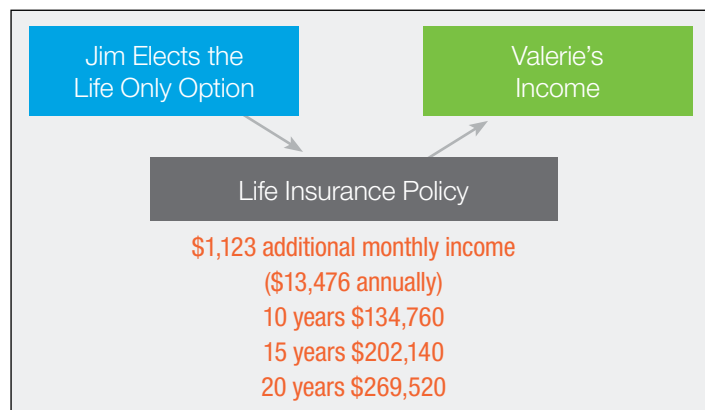 Jim Elects the
Life Only Option
Valerie's
Income
Life Insurance Policy
$1,123 additional monthly income
($13,476 annually)
10 years $134,760
15 years $202,140
20 years $269,520